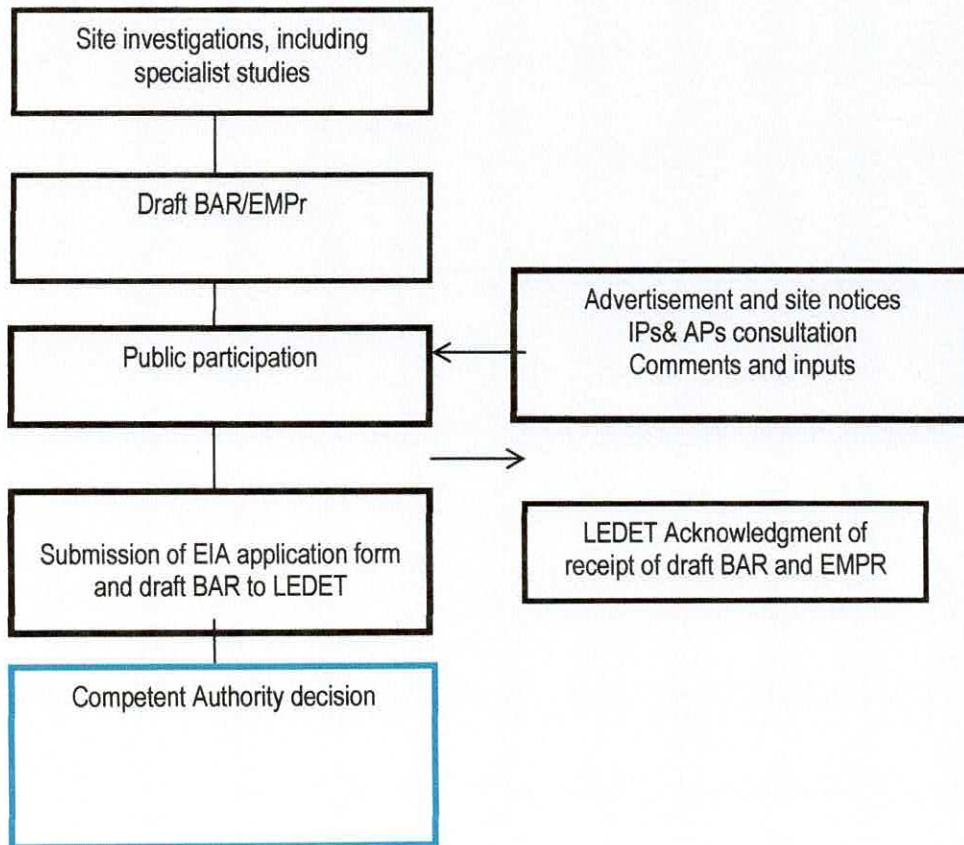 Site investigations, including
specialist studies
Draft BAR/EMPr
Public participation
Advertisement and site notices
IPs& APs consultation
Comments and inputs
Submission of EIA application form
and draft BAR to LEDET
LEDET Acknowledgment of
receipt of draft BAR and EMPR
Competent Authority decision